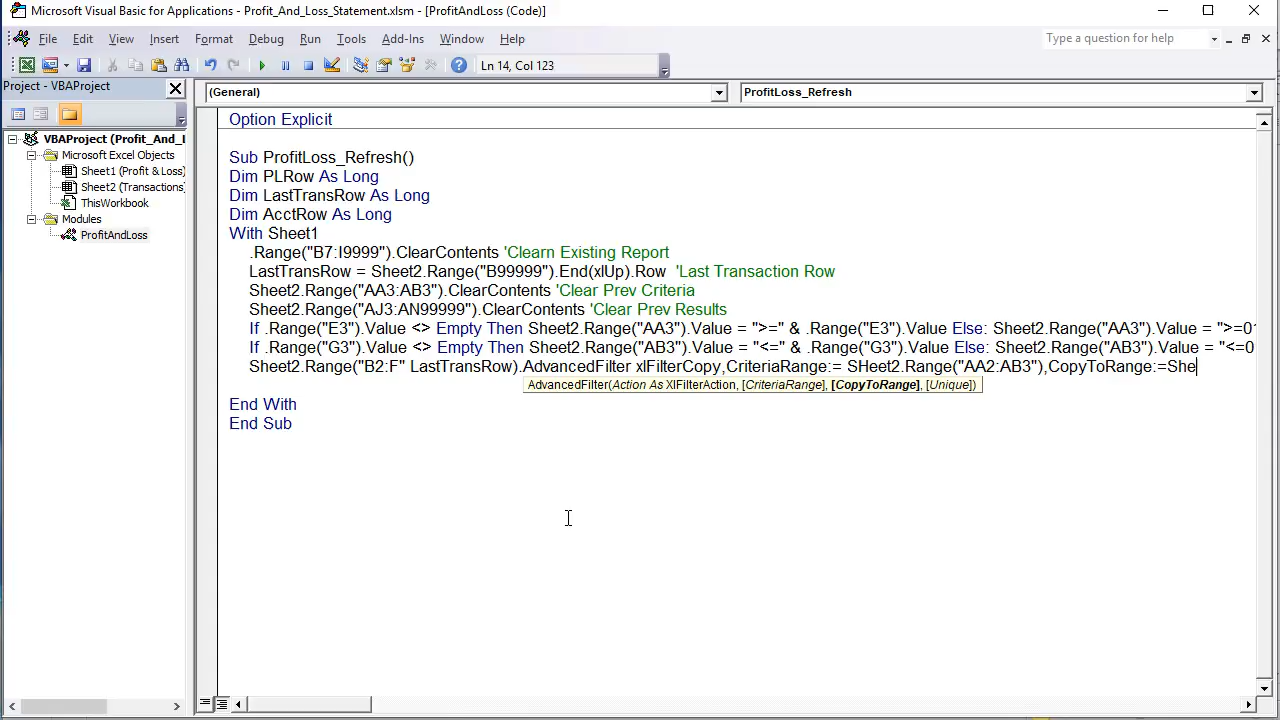 Microsoft Visual Basic for Applications - Profit_And_Loss_Statement.xlsm - [ProfitAndLoss (Code)]
File Edit View Insert Format Debug Run Tools Add-Ins Window Help
Type a question for help
Ln 14, Col 123
Project - VBAProject
(General)
ProfitLoss_Refresh
VBAProject (Profit_And_L
Microsoft Excel Objects
Sheet1 (Profit & Loss)
Sheet2 (Transactions)
ThisWorkbook
Modules
ProfitAndLoss
Option Explicit
Sub ProfitLoss_Refresh()
Dim PLRow As Long
Dim LastTransRow As Long
Dim AcctRow As Long
With Sheet1
.Range("B7:I9999").ClearContents 'Clearn Existing Report
LastTransRow = Sheet2.Range("B99999").End(xlUp).Row 'Last Transaction Row
Sheet2.Range("AA3:AB3").ClearContents 'Clear Prev Criteria
Sheet2.Range("AJ3:AN99999").ClearContents 'Clear Prev Results
If .Range("E3").Value <> Empty Then Sheet2.Range("AA3").Value = ">=" & .Range("E3").Value Else: Sheet2.Range("AA3").Value = ">=0
If .Range("G3").Value <> Empty Then Sheet2.Range("AB3").Value = "<=" & .Range("G3").Value Else: Sheet2.Range("AB3").Value = "<=0
Sheet2.Range("B2:F" LastTransRow).AdvancedFilter xlFilterCopy,CriteriaRange:= SHeet2.Range("AA2:AB3"),CopyToRange:=She
AdvancedFilter(Action As XlFilterAction, [CriteriaRange], [CopyToRange], [Unique])
End With
End Sub